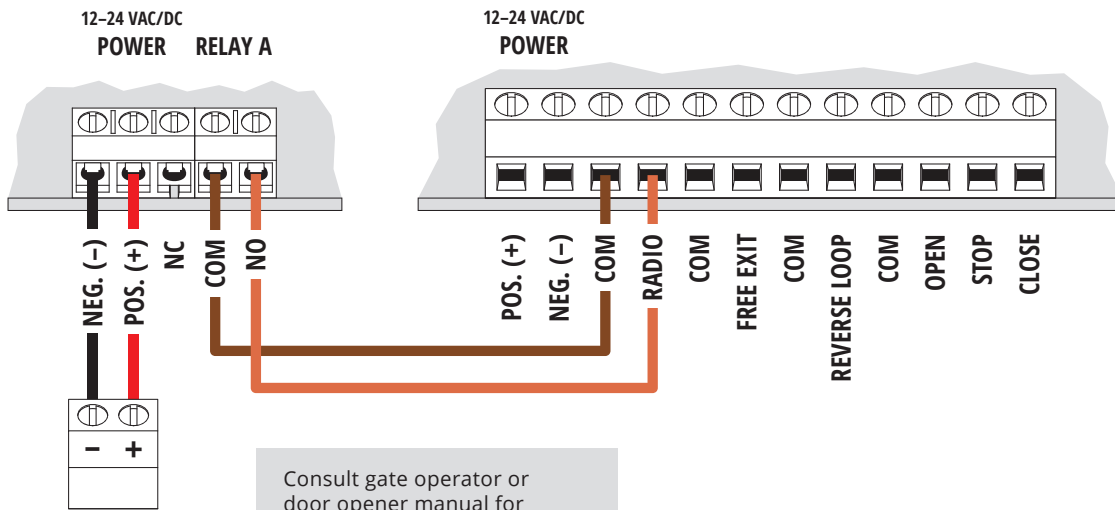 12–24 VAC/DC
POWER
RELAY A
12–24 VAC/DC
POWER
NEG. (–)
POS. (+)
NC
COM
NO
POS. (+)
NEG. (–)
COM
RADIO
COM
FREE EXIT
COM
REVERSE LOOP
COM
OPEN
STOP
CLOSE
– +
Consult gate operator or
door opener manual for